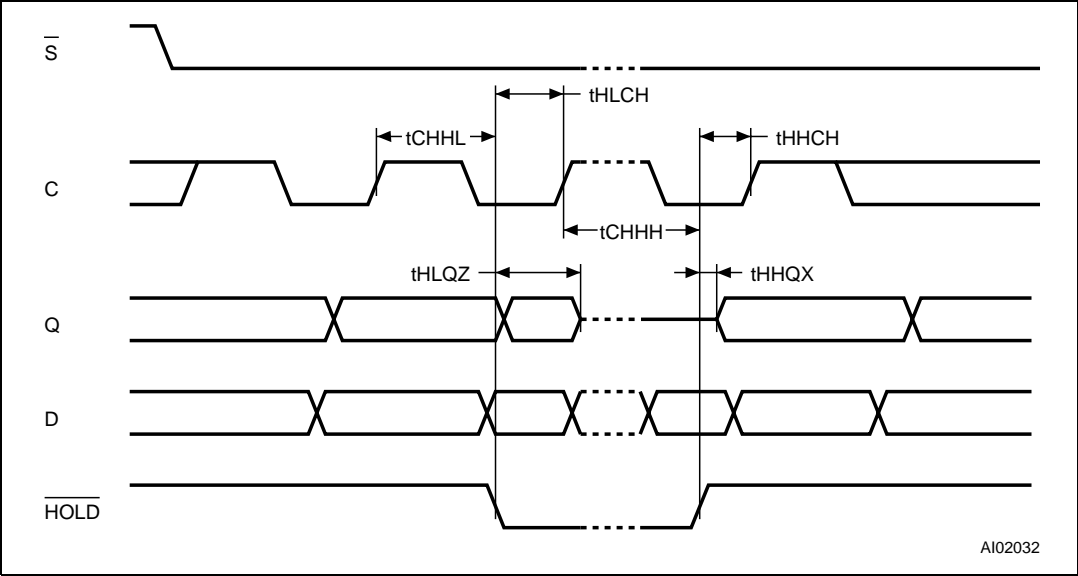 S
tHLCH
tCHHL
tHHCH
C
tCHHH
tHLQZ
tHHQX
Q
D
HOLD
AI02032